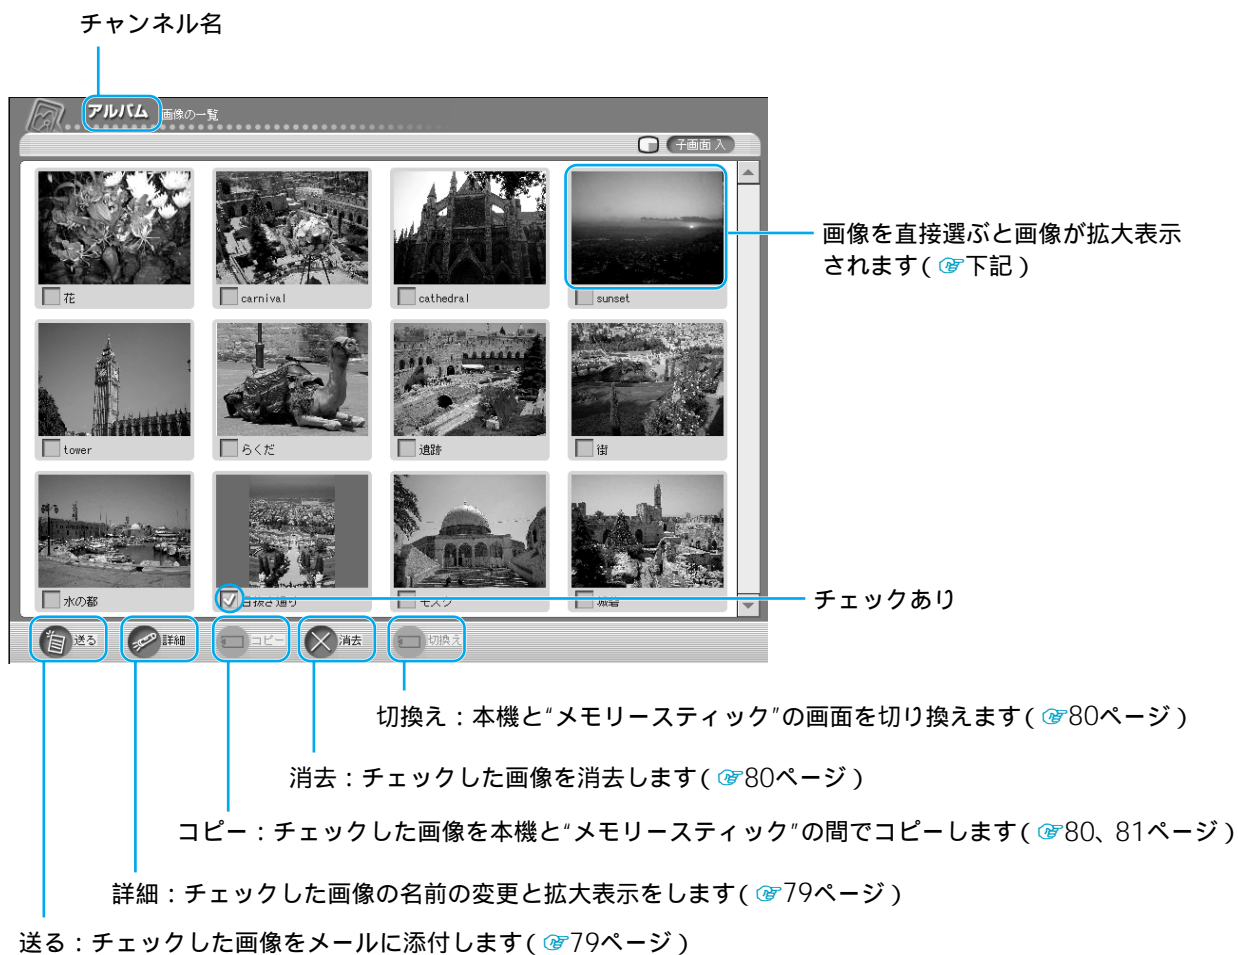 チャンネル名
アルバム 画像の一覧
子画面 入
花 carnival cathedral sunset
画像を直接選ぶと画像が拡大表示
されます(☞下記)
tower らくだ 遺跡 街
水の都 目抜き通り モスク 城砦
チェックあり
送る 詳細 コピー 消去 切換え
切換え：本機と“メモリースティック”の画面を切り換えます(☞80ページ)
消去：チェックした画像を消去します(☞80ページ)
コピー：チェックした画像を本機と“メモリースティック”の間でコピーします(☞80、81ページ)
詳細：チェックした画像の名前の変更と拡大表示をします(☞79ページ)
送る：チェックした画像をメールに添付します(☞79ページ)